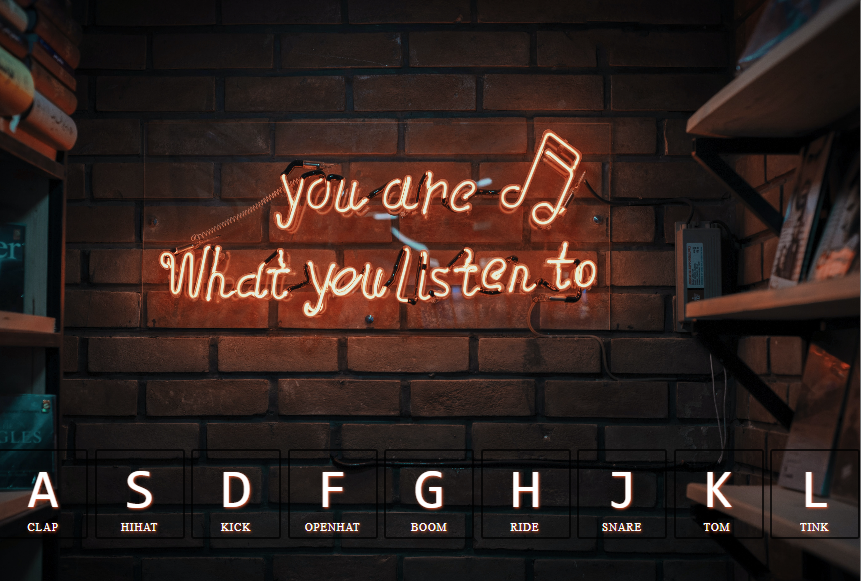 you are
What you listen to
er
GLES
A S D F G H J K L
CLAP HIHAT KICK OPENHAT BOOM RIDE SNARE TOM TINK